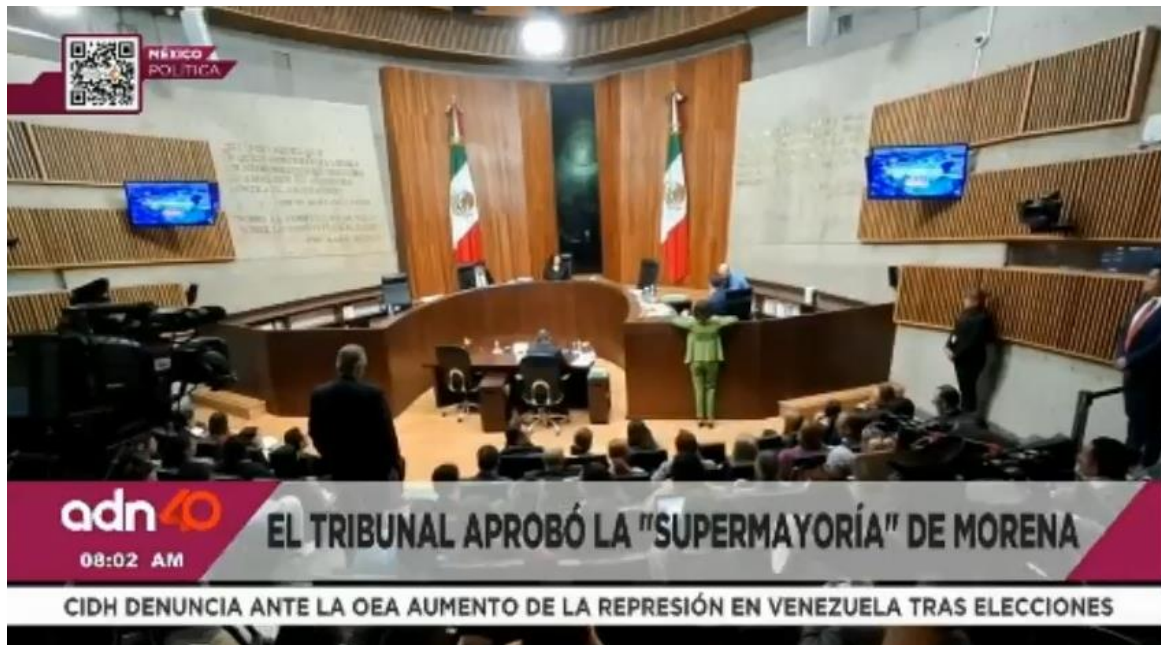 MÉXICO
POLÍTICA
adn40
08:02 AM
EL TRIBUNAL APROBÓ LA "SUPERMAYORÍA" DE MORENA
CIDH DENUNCIA ANTE LA OEA AUMENTO DE LA REPRESIÓN EN VENEZUELA TRAS ELECCIONES